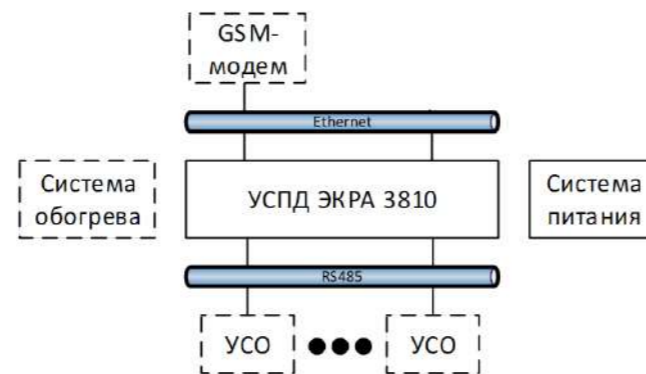 GSM-
модем
Ethernet
Система
обогрева
УСПД ЭКРА 3810
Система
питания
RS485
УСО
УСО